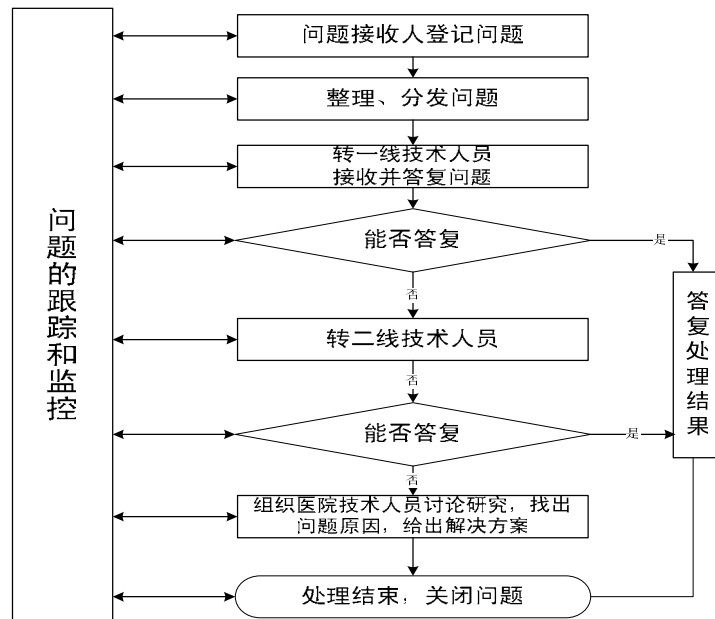 问题接收人登记问题
整理、分发问题
转一线技术人员
接收并答复问题
能否答复
是
否
转二线技术人员
否
能否答复
是
否
组织医院技术人员讨论研究，找出
问题原因，给出解决方案
处理结束，关闭问题
问题的跟踪和监控
答复处理结果